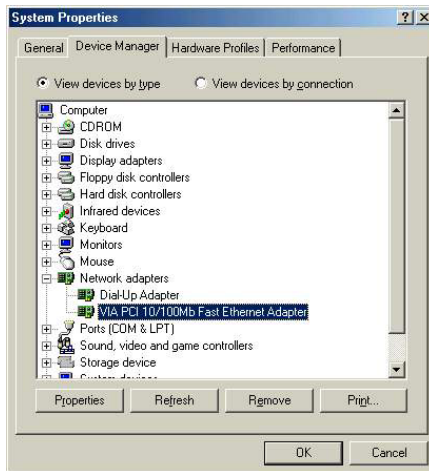 System Properties
General Device Manager Hardware Profiles Performance
View devices by type View devices by connection
Computer
CDROM
Disk drives
Display adapters
Floppy disk controllers
Hard disk controllers
Infrared devices
Keyboard
Monitors
Mouse
Network adapters
Dial-Up Adapter
VIA PCI 10/100Mb Fast Ethernet Adapter
Ports (COM & LPT)
Sound, video and game controllers
Storage device
System devices
Properties Refresh Remove Print...
OK Cancel